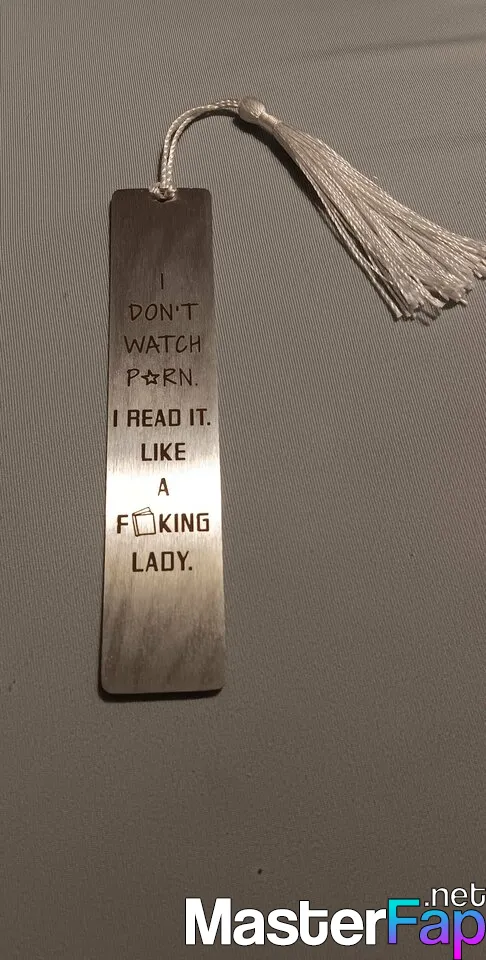 I
DON'T
WATCH
P☆RN.
I READ IT.
LIKE
A
F KING
LADY.
.net
MasterFap